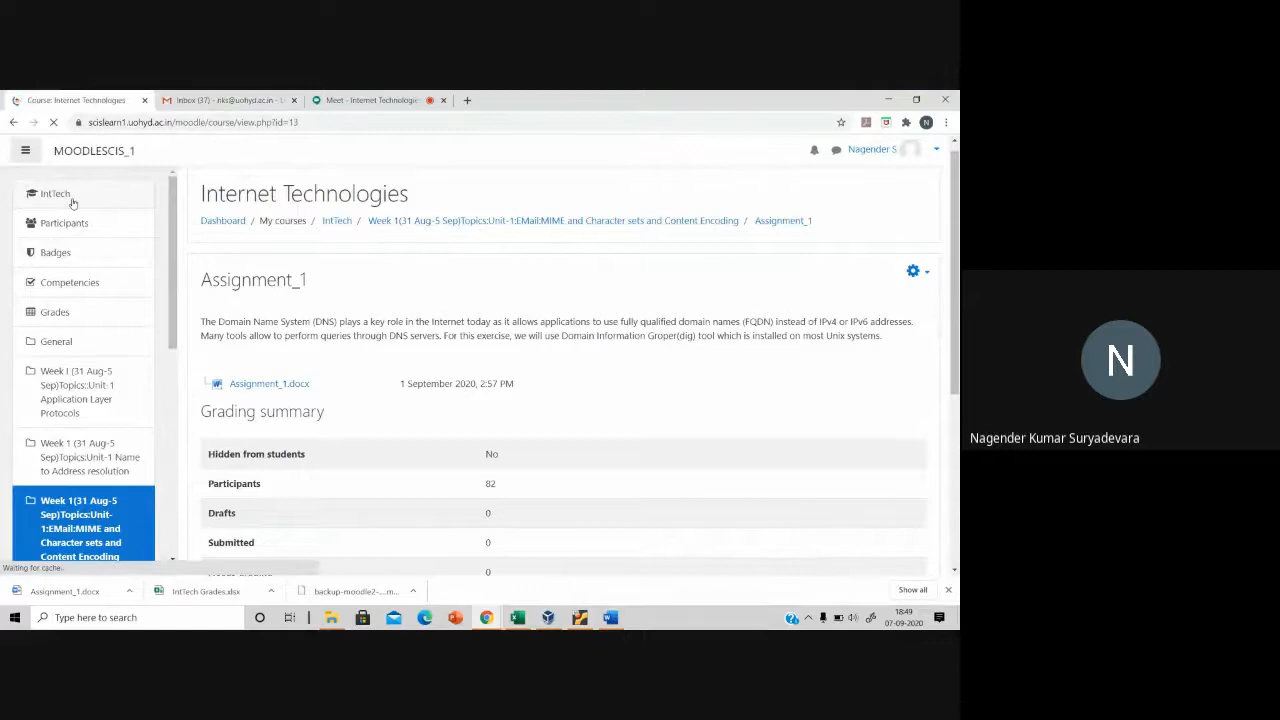 Course: Internet Technologies
Inbox (37) - nks@uohyd.ac.in -
Meet - Internet Technologie
scislearn1.uohyd.ac.in/moodle/course/view.php?id=13
N
MOODLESCIS_1
Nagender S
IntTech
Participants
Badges
Competencies
Grades
General
Week I (31 Aug-5
Sep)Topics::Unit-1
Application Layer
Protocols
Week 1 (31 Aug-5
Sep)Topics:Unit-1 Name
to Address resolution
Week 1(31 Aug-5
Sep)Topics:Unit-
1:EMail:MIME and
Character sets and
Content Encoding
Internet Technologies
Dashboard / My courses / IntTech / Week 1(31 Aug-5 Sep)Topics:Unit-1:EMail:MIME and Character sets and Content Encoding / Assignment_1
Assignment_1
The Domain Name System (DNS) plays a key role in the Internet today as it allows applications to use fully qualified domain names (FQDN) instead of IPv4 or IPv6 addresses.
Many tools allow to perform queries through DNS servers. For this exercise, we will use Domain Information Groper(dig) tool which is installed on most Unix systems.
Assignment_1.docx 1 September 2020, 2:57 PM
Grading summary
Hidden from students No
Participants 82
Drafts 0
Submitted 0
0
Waiting for cache...
Assignment_1.docx
IntTech Grades.xlsx
backup-moodle2-...m...
Show all
Type here to search
18:49
07-09-2020
N
Nagender Kumar Suryadevara